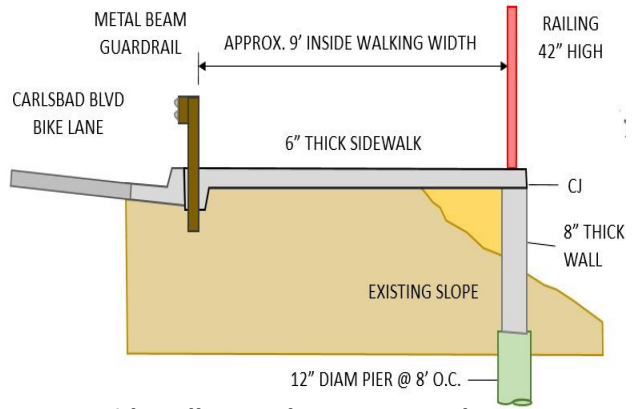 METAL BEAM
GUARDRAIL
APPROX. 9' INSIDE WALKING WIDTH
RAILING
42" HIGH
CARLSBAD BLVD
BIKE LANE
6" THICK SIDEWALK
CJ
8" THICK
WALL
EXISTING SLOPE
12" DIAM PIER @ 8' O.C.